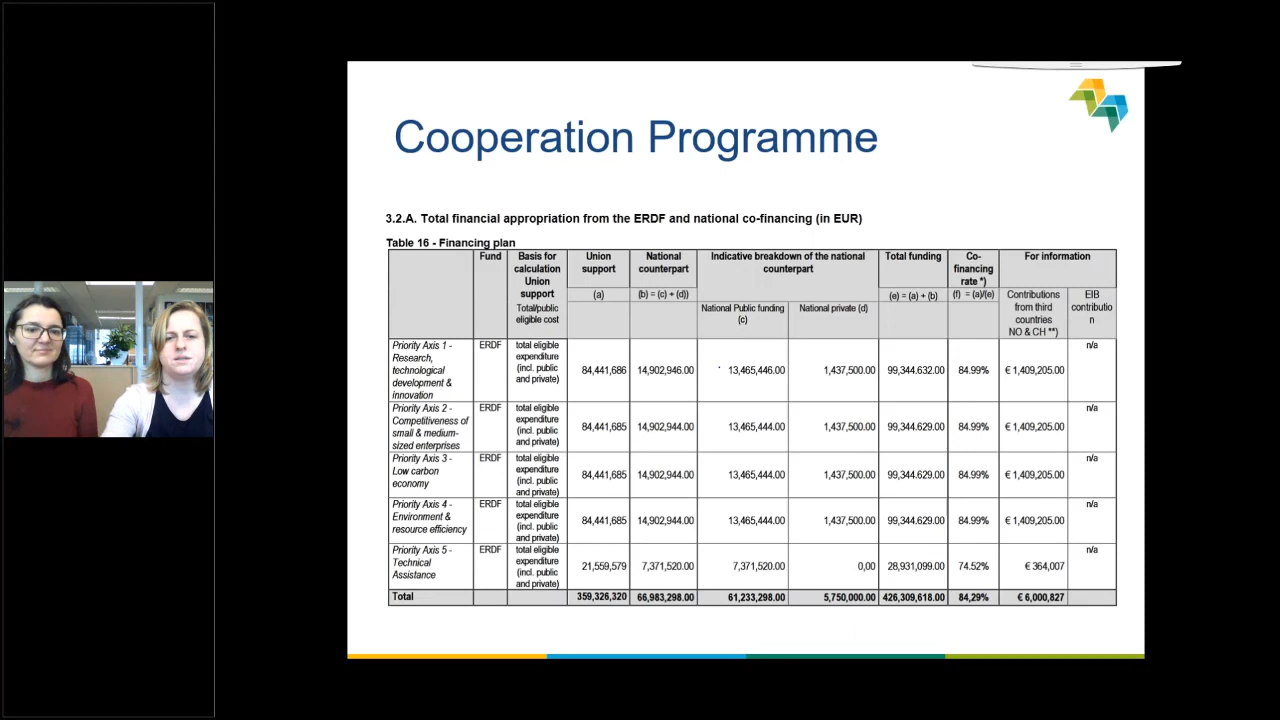 Cooperation Programme
3.2.A. Total financial appropriation from the ERDF and national co-financing (in EUR)
Table 16 - Financing plan
Fund
Basis for
calculation
Union
support
Total/public
eligible cost
Union
support
(a)
National
counterpart
(b) = (c) + (d))
Indicative breakdown of the national
counterpart
National Public funding
(c)
National private (d)
Total funding
(e) = (a) + (b)
Co-
financing
rate *)
(f) = (a)/(e)
For information
Contributions
from third
countries
NO & CH **)
EIB
contributio
n
Priority Axis 1 -
Research,
technological
development &
innovation
ERDF
total eligible
expenditure
(incl. public
and private)
84,441,686
14,902,946.00
13,465,446.00
1,437,500.00
99,344.632.00
84.99%
€ 1,409,205.00
n/a
Priority Axis 2 -
Competitiveness of
small & medium-
sized enterprises
ERDF
total eligible
expenditure
(incl. public
and private)
84,441,685
14,902,944.00
13,465,444.00
1,437,500.00
99,344.629.00
84.99%
€ 1,409,205.00
n/a
Priority Axis 3 -
Low carbon
economy
ERDF
total eligible
expenditure
(incl. public
and private)
84,441,685
14,902,944.00
13,465,444.00
1,437,500.00
99,344.629.00
84.99%
€ 1,409,205.00
n/a
Priority Axis 4 -
Environment &
resource efficiency
ERDF
total eligible
expenditure
(incl. public
and private)
84,441,685
14,902,944.00
13,465,444.00
1,437,500.00
99,344.629.00
84.99%
€ 1,409,205.00
n/a
Priority Axis 5 -
Technical
Assistance
ERDF
total eligible
expenditure
(incl. public
and private)
21,559,579
7,371,520.00
7,371,520.00
0,00
28,931,099.00
74.52%
€ 364,007
n/a
Total
359,326,320
66,983,298.00
61,233,298.00
5,750,000.00
426,309,618.00
84,29%
€ 6,000,827